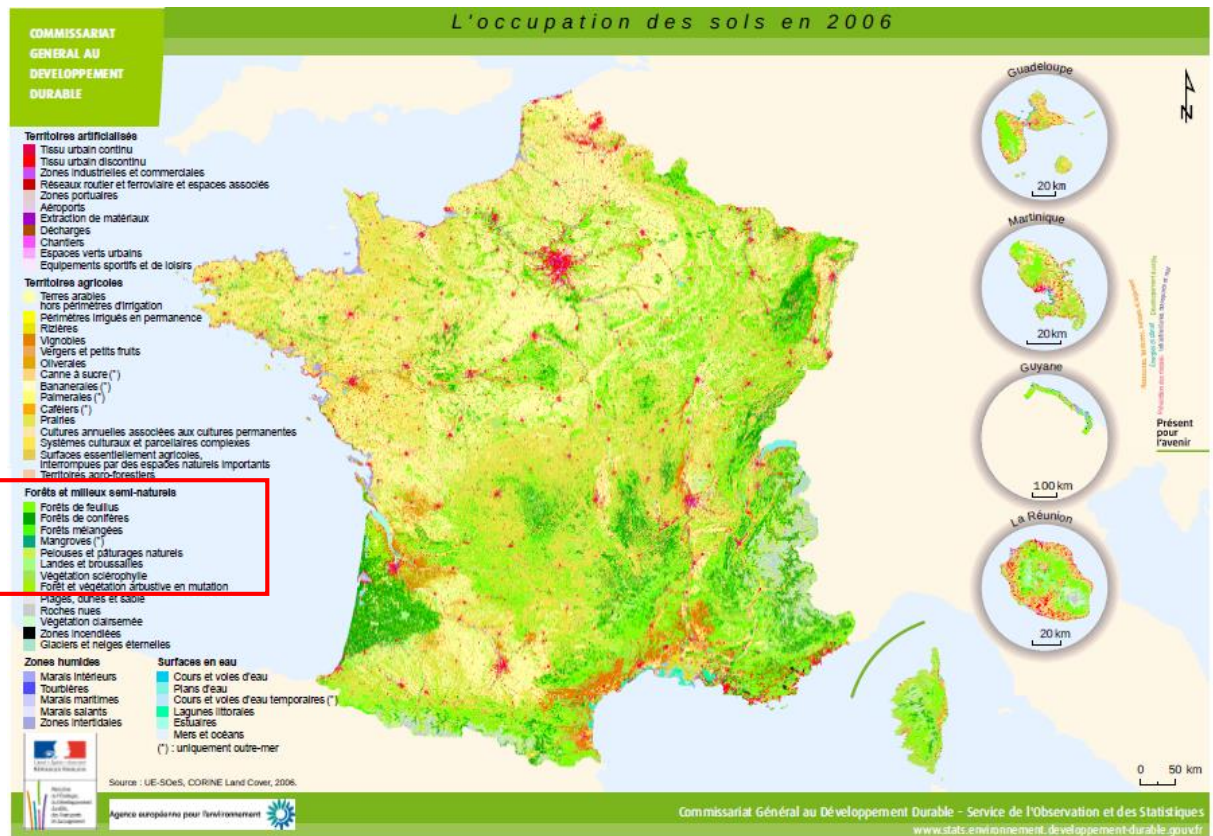 L'occupation des sols en 2006
COMMISSARIAT
GENERAL AU
DEVELOPPEMENT
DURABLE
Territoires artificialisés
Tissu urbain continu
Tissu urbain discontinu
Zones industrielles et commerciales
Réseaux routier et ferroviaire et espaces associés
Zones portuaires
Aéroports
Extraction de matériaux
Décharges
Chantiers
Espaces verts urbains
Equipements sportifs et de loisirs
Territoires agricoles
Terres arables
hors périmètres d'irrigation
Périmètres irrigués en permanence
Rizières
Vignobles
Vergers et petits fruits
Oliveraies
Canne à sucre (*)
Bananeraies (*)
Palmeraies (*)
Caféiers (*)
Prairies
Cultures annuelles associées aux cultures permanentes
Systèmes culturaux et parcellaires complexes
Surfaces essentiellement agricoles,
interrompues par des espaces naturels importants
Territoires agro-forestiers
Forêts et milieux semi-naturels
Forêts de feuillus
Forêts de conifères
Forêts mélangées
Mangroves (*)
Pelouses et pâturages naturels
Landes et broussailles
Végétation sclérophylle
Forêt et végétation arbustive en mutation
Plages, dunes et sable
Roches nues
Végétation clairsemée
Zones incendiées
Glaciers et neiges éternelles
Zones humides
Marais intérieurs
Tourbières
Marais maritimes
Marais salants
Zones intertidales
Surfaces en eau
Cours et voies d'eau
Plans d'eau
Cours et voies d'eau temporaires (*)
Lagunes littorales
Estuaires
Mers et océans
(*) : uniquement outre-mer
Guadeloupe
20 km
Martinique
20km
Guyane
100 km
La Réunion
20 km
N
Présent
pour
l'avenir
0 50 km
Source : UE-SOeS, CORINE Land Cover, 2006.
Agence européenne pour l'environnement
Commissariat Général au Développement Durable - Service de l'Observation et des Statistiques
www.stats.environnement.developpement-durable.gouv.fr